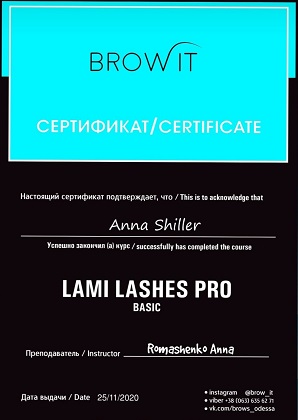 BROW IT
СЕРТИФИКАТ/CERTIFICATE
Настоящий сертификат подтверждает, что / This is to acknowledge that
Anna Shiller
Успешно закончил (а) курс / successfully has completed the course
LAMI LASHES PRO
BASIC
Преподаватель / Instructor Romashenko Anna
instagram @brow_it
viber +38 (063) 635 62 71
Дата выдачи / Date 25/11/2020
vk.com/brows_odessa